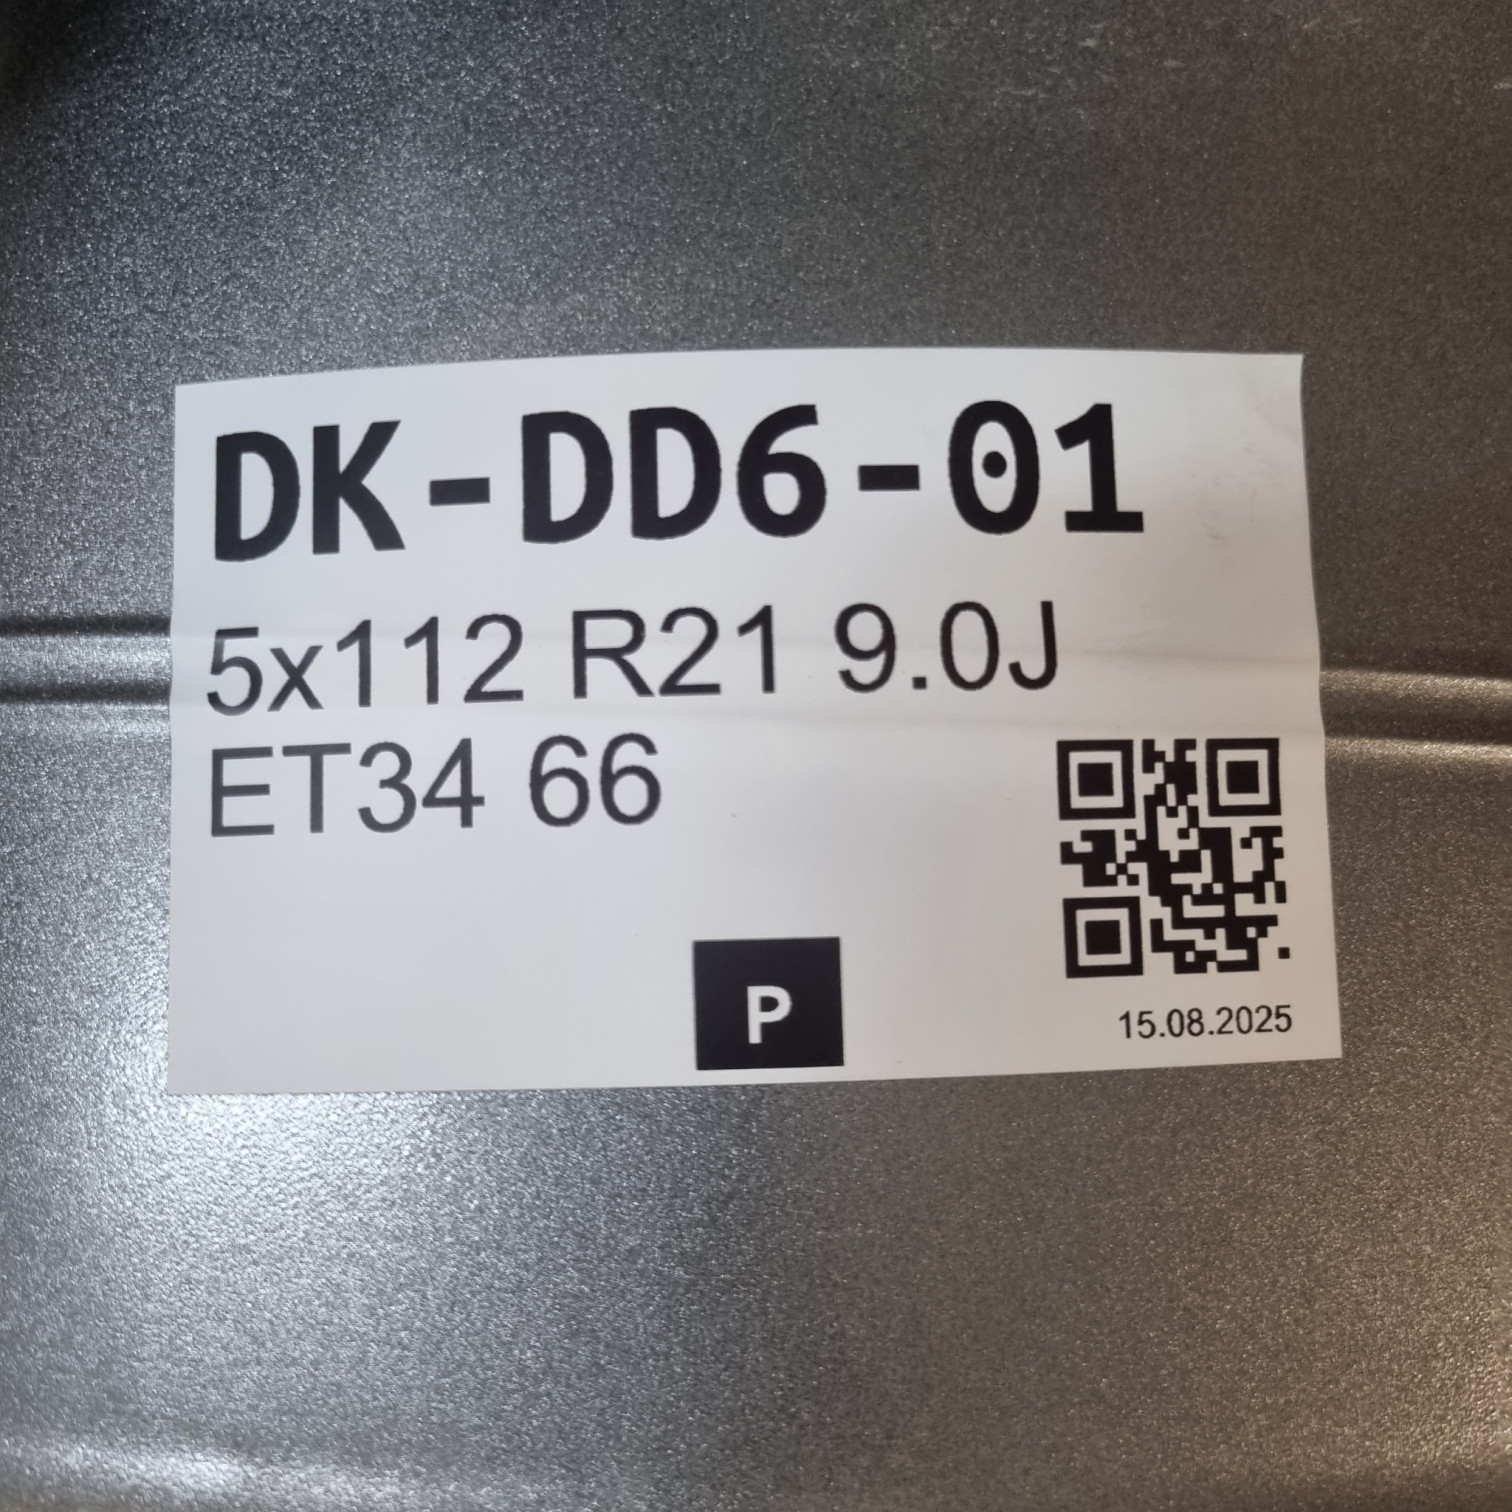 DK-DD6-01
5x112 R21 9.0J
ET34 66
P
15.08.2025